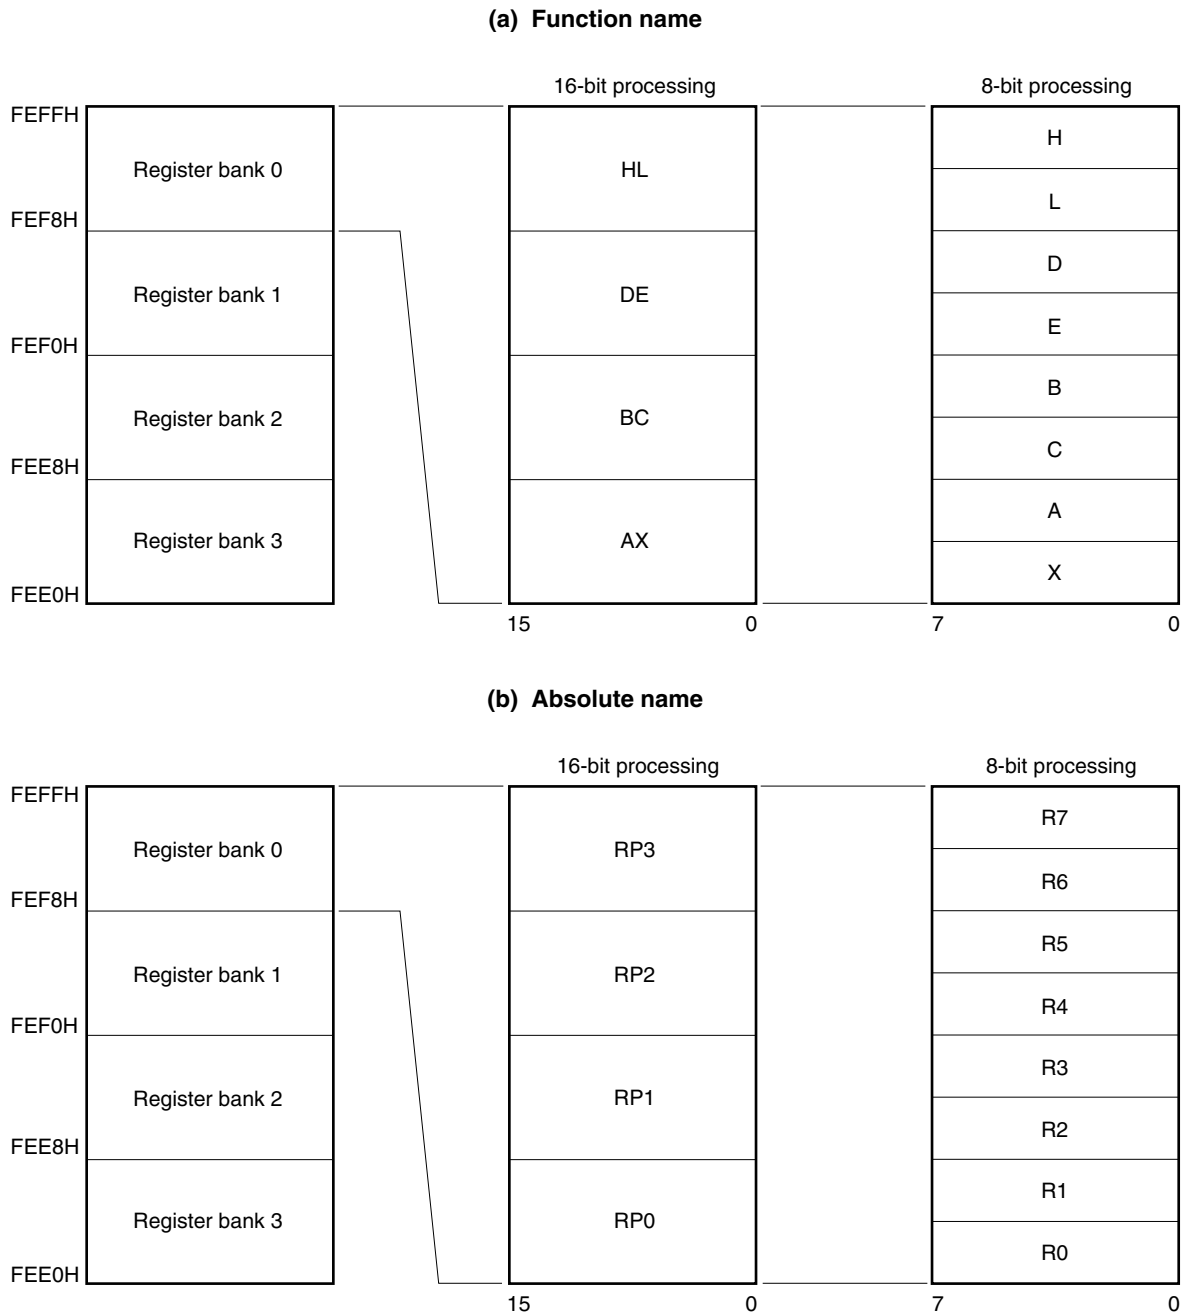 (a) Function name
16-bit processing
8-bit processing
FEFFH
H
Register bank 0
HL
L
FEF8H
D
Register bank 1
DE
E
FEF0H
B
Register bank 2
BC
C
FEE8H
A
Register bank 3
AX
X
FEE0H
15 0
7 0
(b) Absolute name
16-bit processing
8-bit processing
FEFFH
R7
Register bank 0
RP3
R6
FEF8H
R5
Register bank 1
RP2
R4
FEF0H
R3
Register bank 2
RP1
R2
FEE8H
R1
Register bank 3
RP0
R0
FEE0H
15 0
7 0